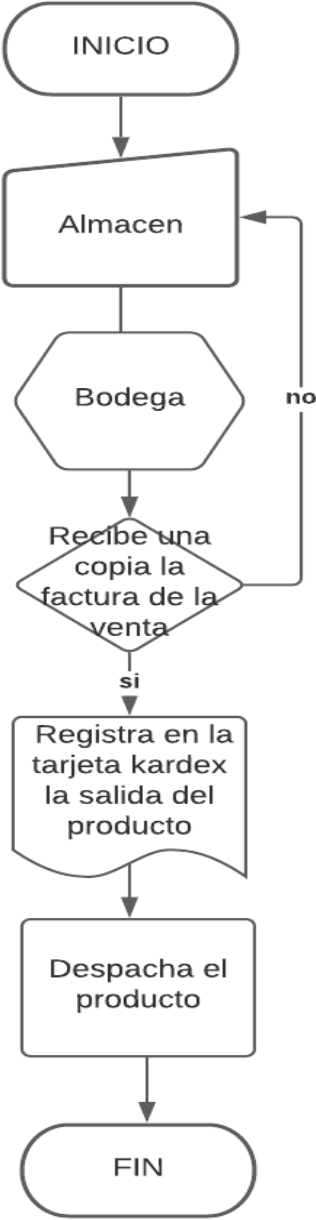 INICIO
Almacen
Bodega
no
Recibe una
copia la
factura de la
venta
si
Registra en la
tarjeta kardex
la salida del
producto
Despacha el
producto
FIN